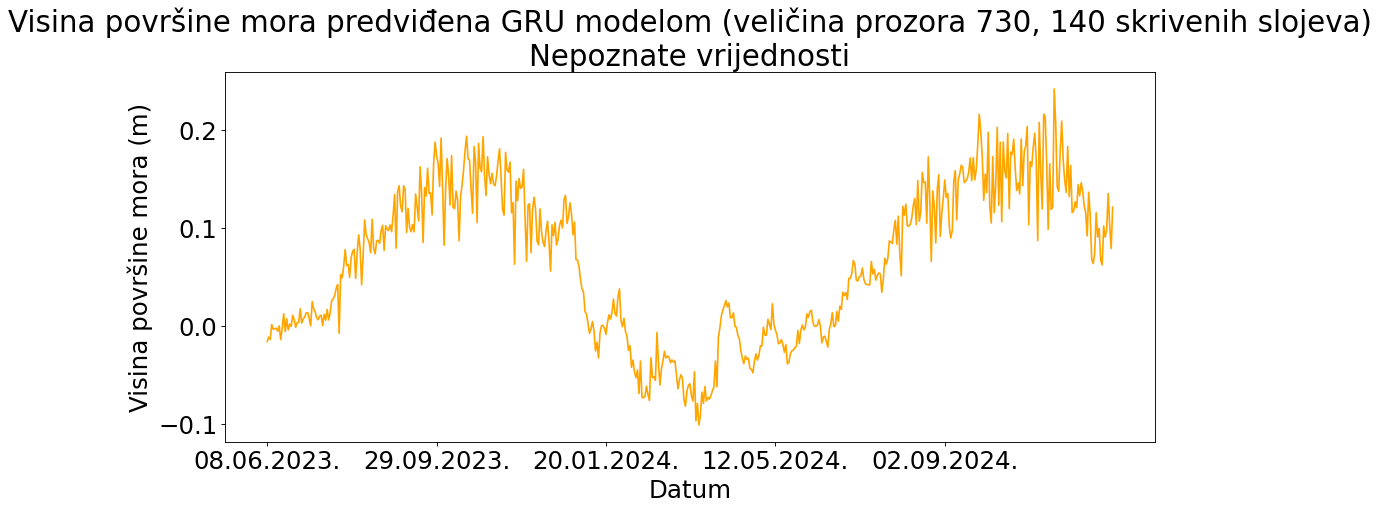 Visina površine mora predviđena GRU modelom (veličina prozora 730, 140 skrivenih slojeva)
Nepoznate vrijednosti
Visina površine mora (m)
0.2
0.1
0.0
−0.1
08.06.2023. 29.09.2023. 20.01.2024. 12.05.2024. 02.09.2024.
Datum